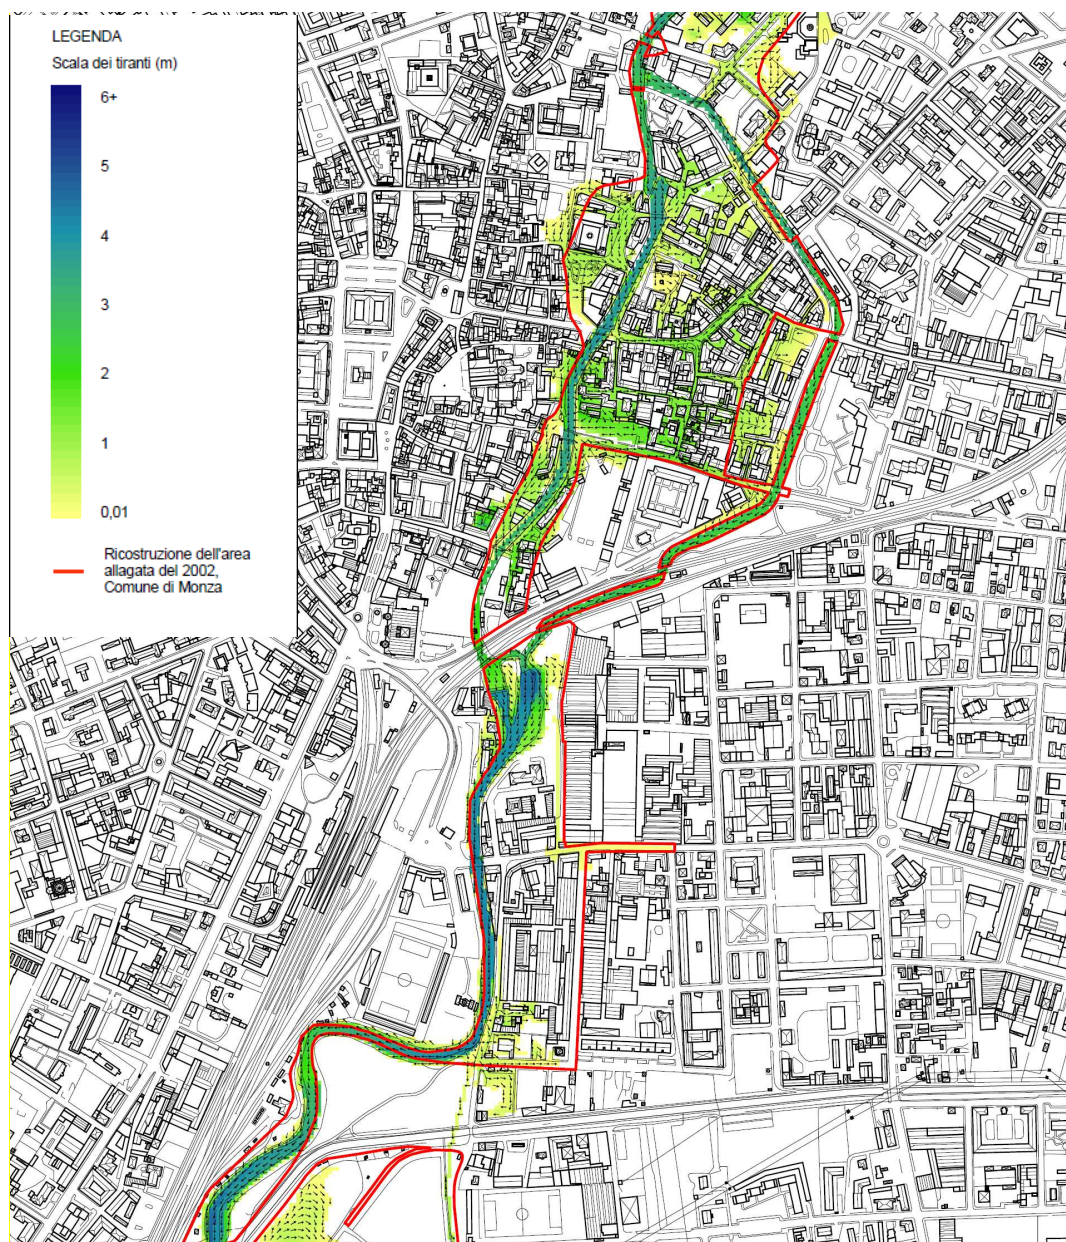 LEGENDA
Scala dei tiranti (m)
6+
5
4
3
2
1
0,01
Ricostruzione dell'area
allagata del 2002,
Comune di Monza